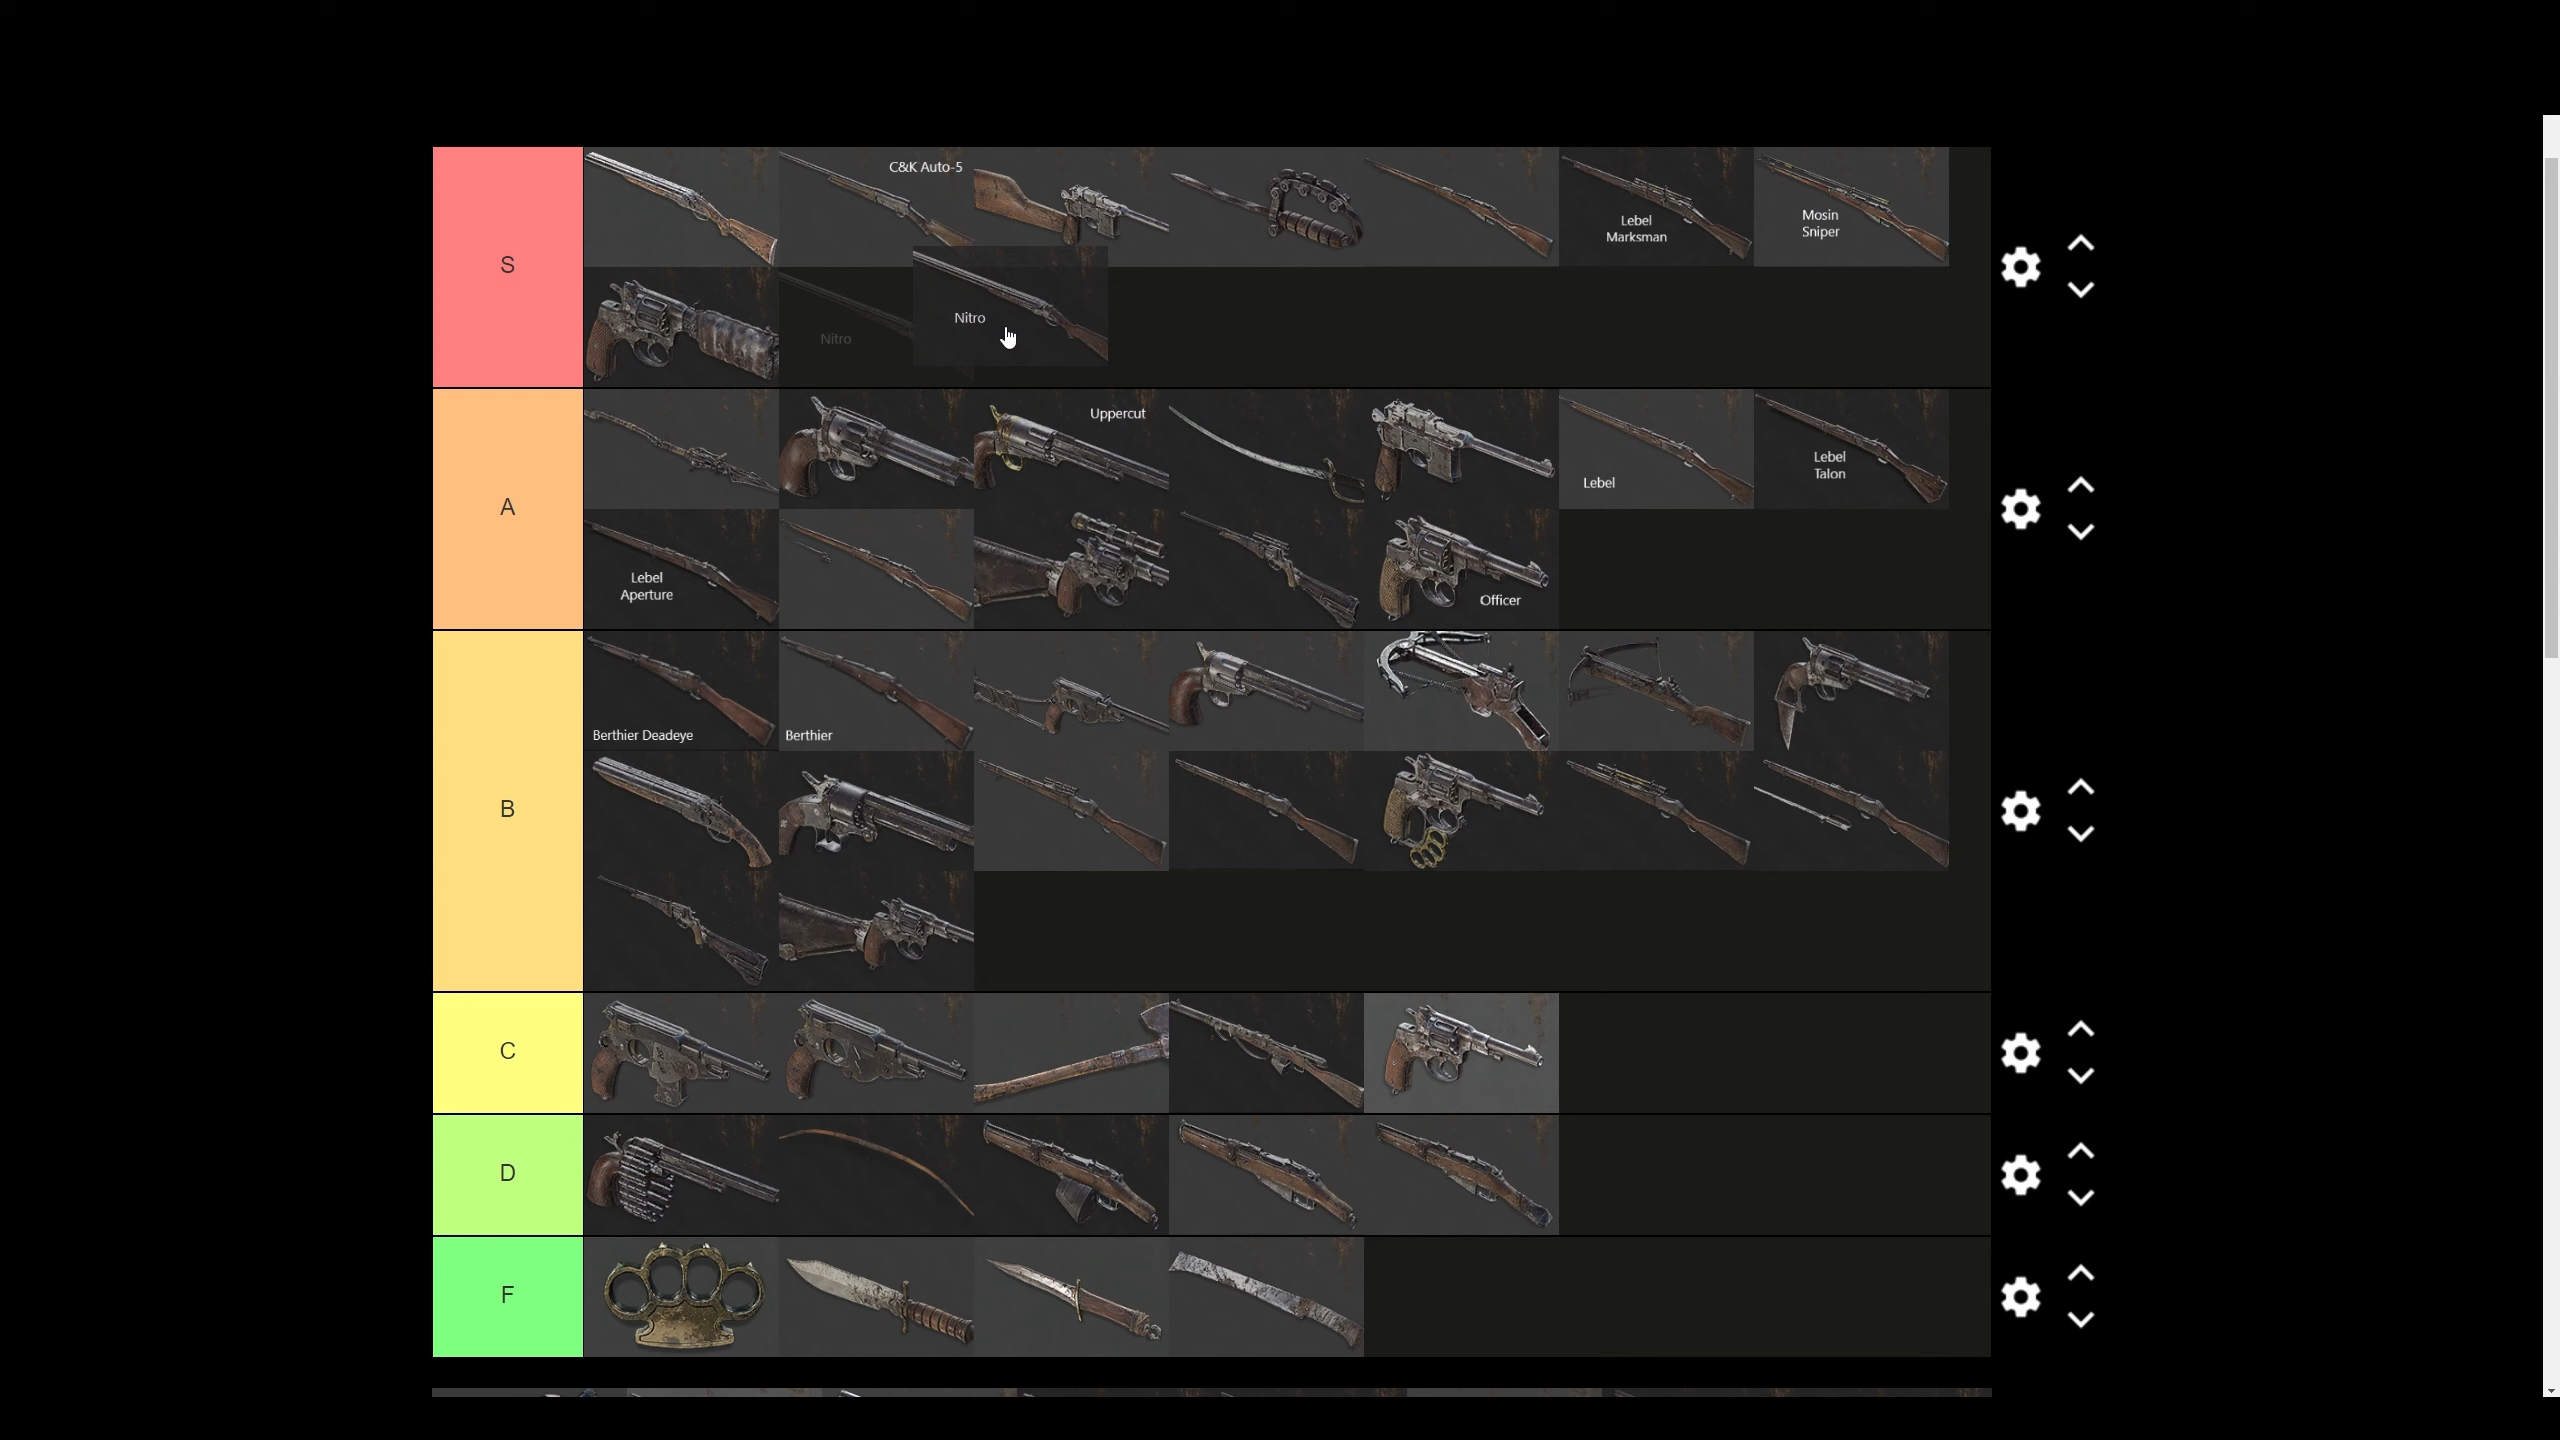 S
C&K Auto-5
Lebel
Marksman
Mosin
Sniper
Nitro
Nitro
A
Uppercut
Lebel
Lebel
Talon
Lebel
Aperture
Officer
B
Berthier Deadeye
Berthier
C
D
F